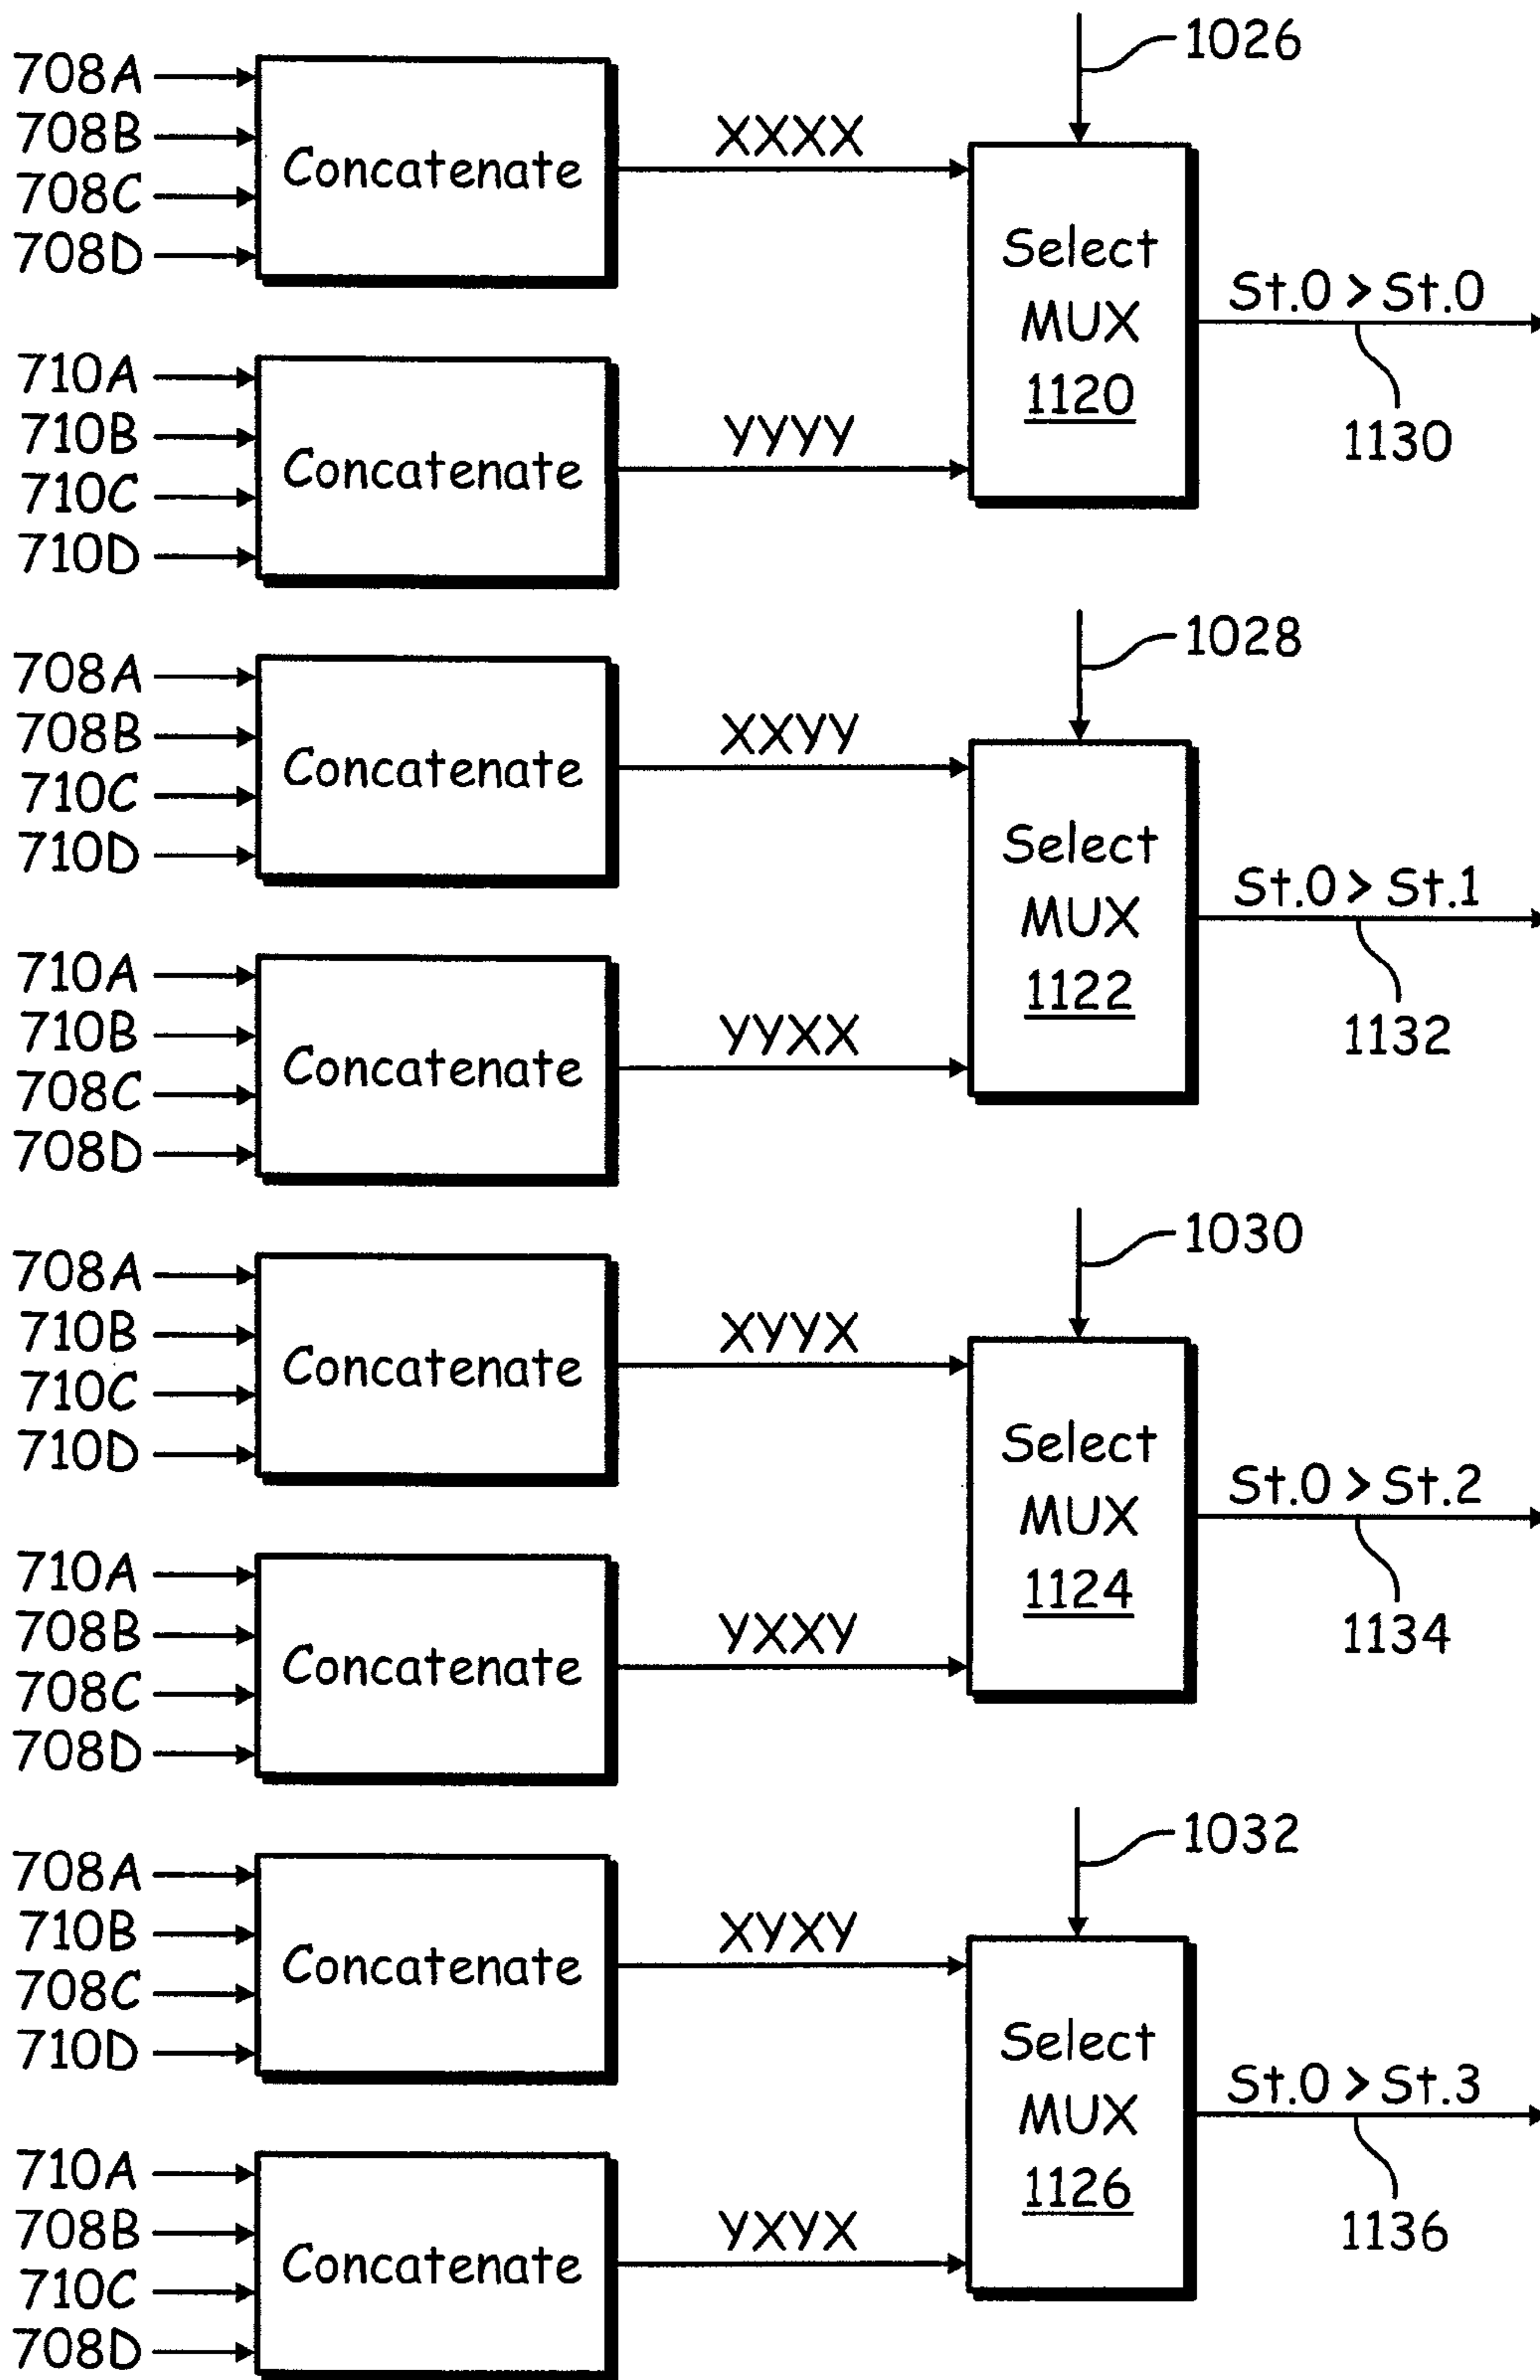 1026
708A
708B
708C
708D
Concatenate
XXXX
Select
MUX
1120
St.0 > St.0
1130
710A
710B
710C
710D
Concatenate
YYYY
1028
708A
708B
710C
710D
Concatenate
XXYY
Select
MUX
1122
St.0 > St.1
1132
710A
710B
708C
708D
Concatenate
YYXX
1030
708A
710B
710C
710D
Concatenate
XYYX
Select
MUX
1124
St.0 > St.2
1134
710A
708B
708C
708D
Concatenate
YXXY
1032
708A
710B
708C
710D
Concatenate
XYXY
Select
MUX
1126
St.0 > St.3
1136
710A
708B
710C
708D
Concatenate
YXYX